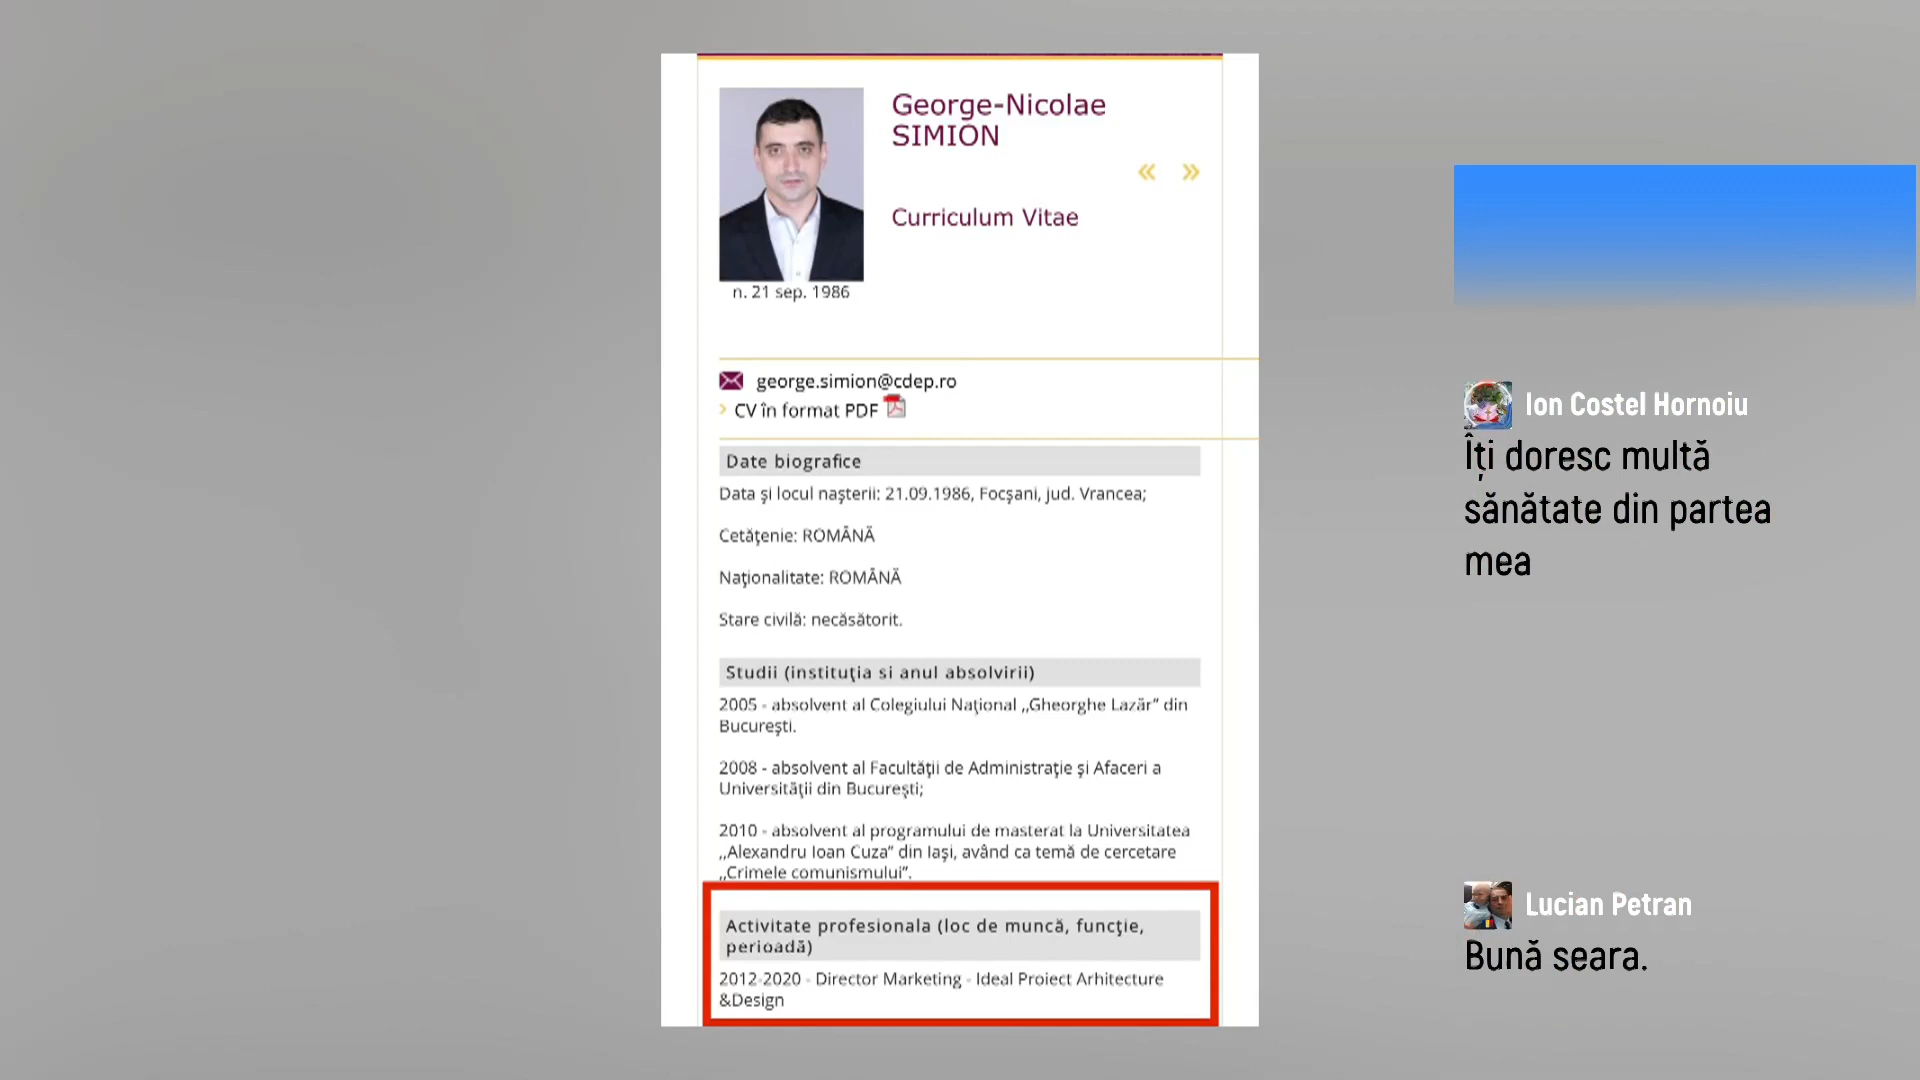 George-Nicolae
SIMION
Curriculum Vitae
n. 21 sep. 1986
george.simion@cdep.ro
CV în format PDF
Date biografice
Data şi locul naşterii: 21.09.1986, Focşani, jud. Vrancea;
Cetăţenie: ROMÂNĂ
Naţionalitate: ROMÂNĂ
Stare civilă: necăsătorit.
Studii (instituţia si anul absolvirii)
2005 - absolvent al Colegiului Naţional ,,Gheorghe Lazăr” din
Bucureşti.
2008 - absolvent al Facultăţii de Administraţie şi Afaceri a
Universităţii din Bucureşti;
2010 - absolvent al programului de masterat la Universitatea
,,Alexandru Ioan Cuza” din Iaşi, având ca temă de cercetare
,,Crimele comunismului”.
Activitate profesionala (loc de muncă, funcţie,
perioadă)
2012-2020 - Director Marketing - Ideal Proiect Arhitecture
&Design
Ion Costel Hornoiu
Îți doresc multă
sănătate din partea
mea
Lucian Petran
Bună seara.